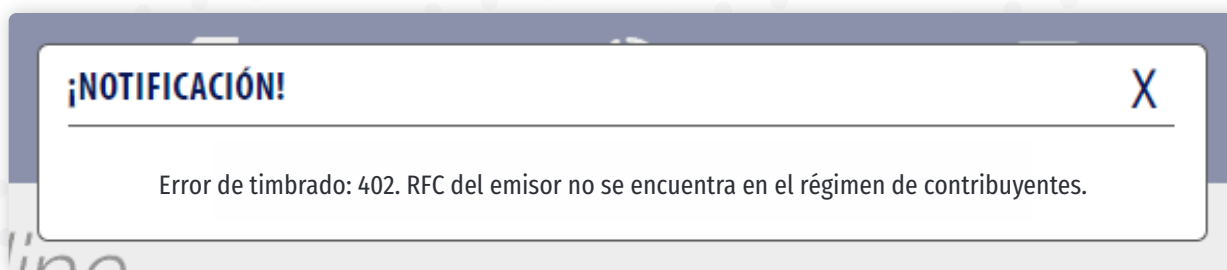 ¡NOTIFICACIÓN!
X
Error de timbrado: 402. RFC del emisor no se encuentra en el régimen de contribuyentes.